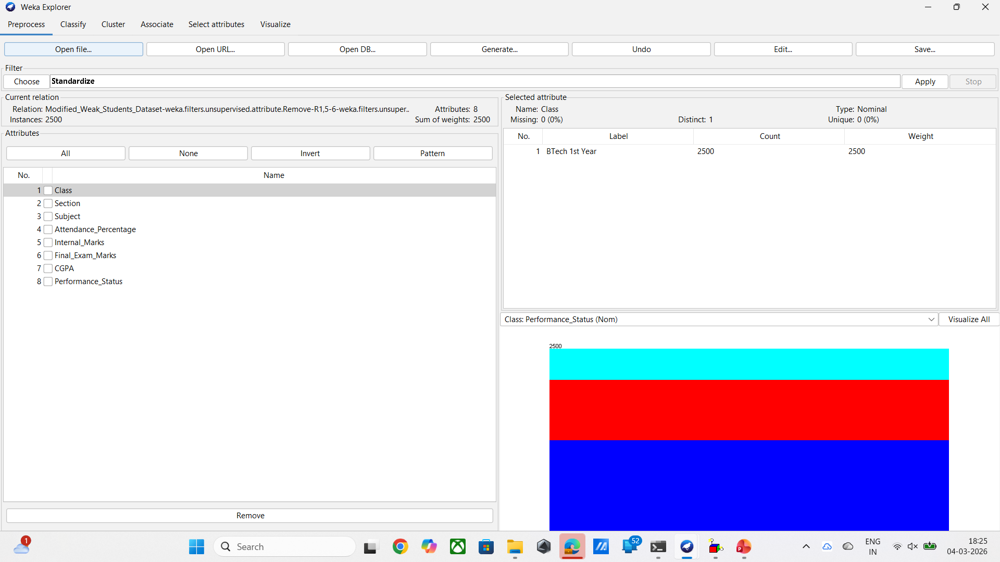 Weka Explorer
Preprocess Classify Cluster Associate Select attributes Visualize
Open file... Open URL... Open DB... Generate... Undo Edit... Save...
Filter
Choose Standardize Apply Stop
Current relation
Relation: Modified_Weak_Students_Dataset-weka.filters.unsupervised.attribute.Remove-R1,5-6-weka.filters.unsuper.. Attributes: 8
Instances: 2500 Sum of weights: 2500
Attributes
All None Invert Pattern
No. Name
1 Class
2 Section
3 Subject
4 Attendance_Percentage
5 Internal_Marks
6 Final_Exam_Marks
7 CGPA
8 Performance_Status
Remove
Selected attribute
Name: Class Type: Nominal
Missing: 0 (0%) Distinct: 1 Unique: 0 (0%)
No. Label Count Weight
1 BTech 1st Year 2500 2500
Class: Performance_Status (Nom) Visualize All
2500
1 Search 52 ENG IN 18:25
04-03-2026